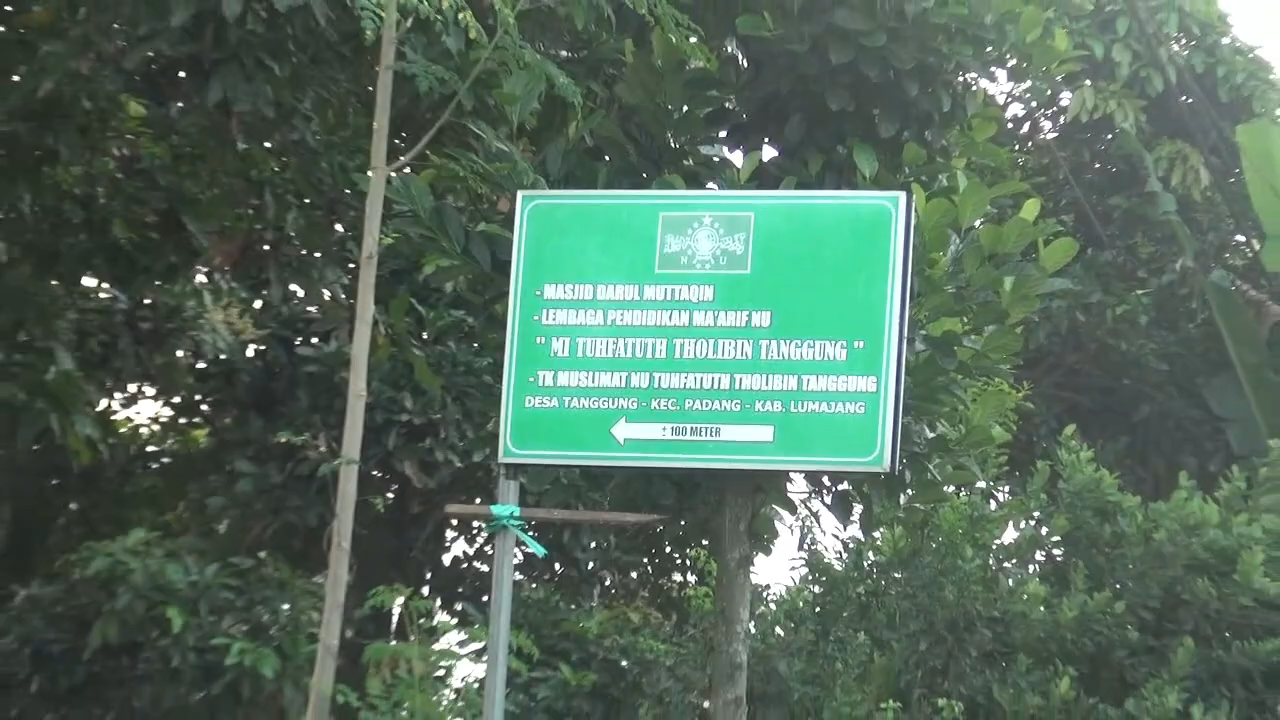 N U
- MASJID DARUL MUTTAQIN
- LEMBAGA PENDIDIKAN MA'ARIF NU
" MI TUHFATUTH THOLIBIN TANGGUNG "
- TK MUSLIMAT NU TUHFATUTH THOLIBIN TANGGUNG
DESA TANGGUNG - KEC. PADANG - KAB. LUMAJANG
± 100 METER